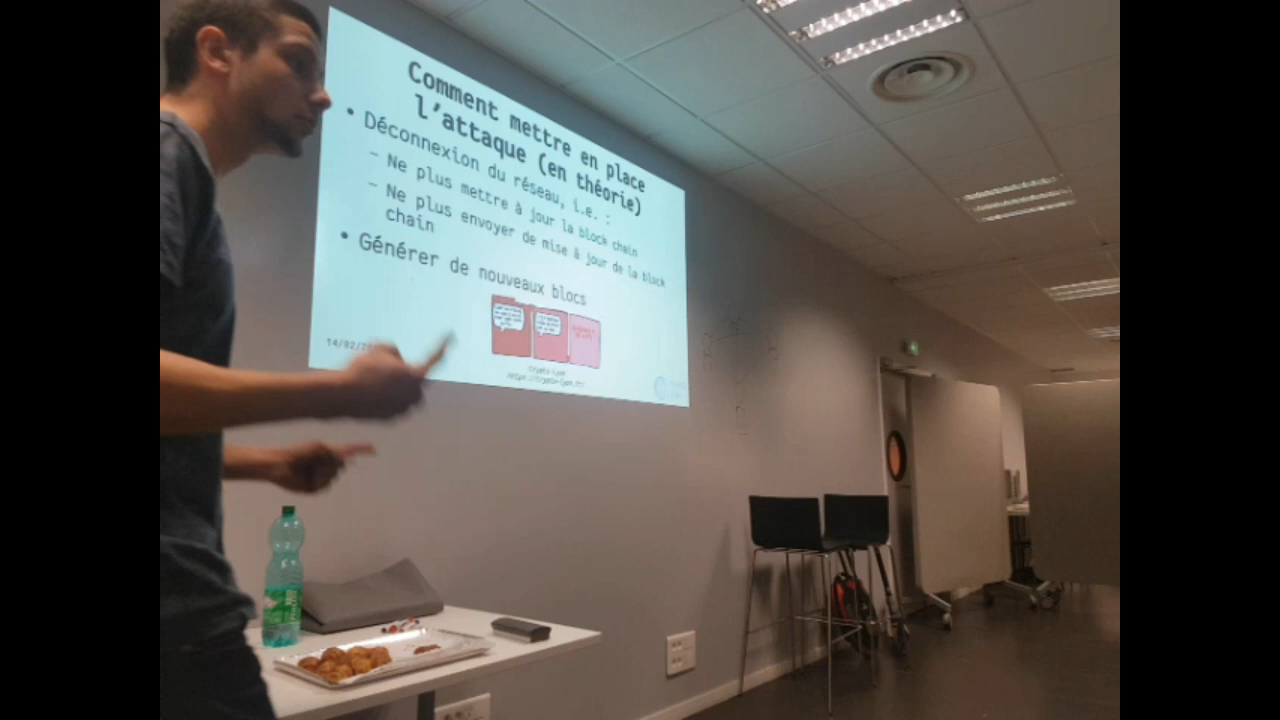 Comment mettre en place
l'attaque (en théorie)
• Déconnexion du réseau, i.e. :
– Ne plus mettre à jour la block chain
– Ne plus envoyer de mise à jour de la block
chain
• Générer de nouveaux blocs
14/02/